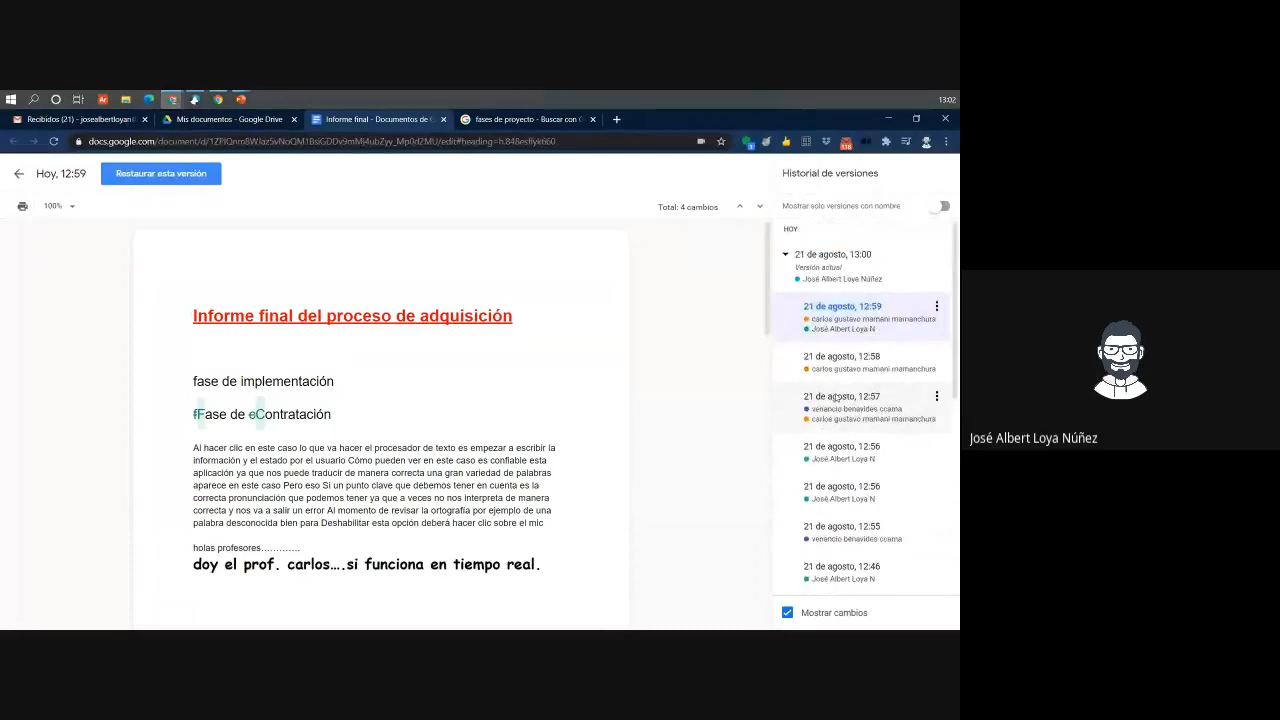 13:02
Recibidos (21) - josealbertloyan
Mis documentos - Google Drive
Informe final - Documentos de
fases de proyecto - Buscar con
Hoy, 12:59
Restaurar esta versión
Historial de versiones
100%
Total: 4 cambios
Mostrar solo versiones con nombre
HOY
21 de agosto, 13:00
Versión actual
José Albert Loya Núñez
21 de agosto, 12:59
carlos gustavo mamani mamanchura
José Albert Loya N
21 de agosto, 12:58
carlos gustavo mamani mamanchura
21 de agosto, 12:57
venancio benavides ccama
carlos gustavo mamani mamanchura
21 de agosto, 12:56
José Albert Loya N
21 de agosto, 12:56
José Albert Loya N
21 de agosto, 12:55
venancio benavides ccama
21 de agosto, 12:46
José Albert Loya N
Mostrar cambios
Informe final del proceso de adquisición
fase de implementación
fFase de cContratación
Al hacer clic en este caso lo que va hacer el procesador de texto es empezar a escribir la
información y el estado por el usuario Cómo pueden ver en este caso es confiable esta
aplicación ya que nos puede traducir de manera correcta una gran variedad de palabras
aparece en este caso Pero eso Si un punto clave que debemos tener en cuenta es la
correcta pronunciación que podemos tener ya que a veces no nos interpreta de manera
correcta y nos va a salir un error Al momento de revisar la ortografía por ejemplo de una
palabra desconocida bien para Deshabilitar esta opción deberá hacer clic sobre el mic
holas profesores.............
doy el prof. carlos....si funciona en tiempo real.
José Albert Loya Núñez